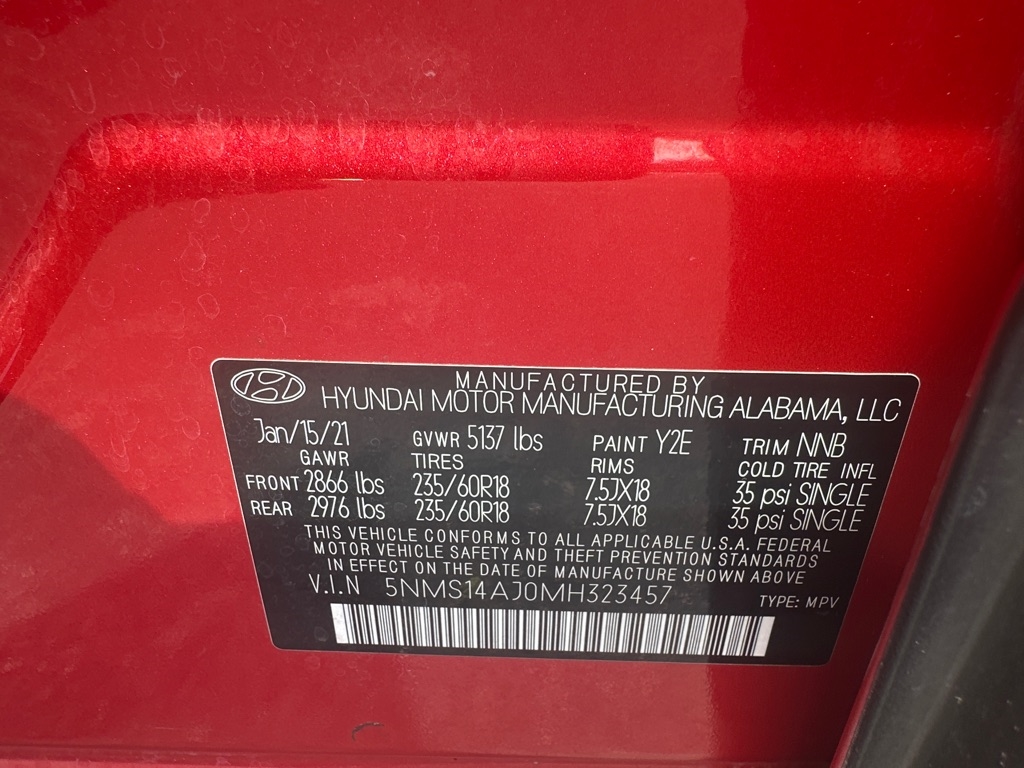 MANUFACTURED BY
HYUNDAI MOTOR MANUFACTURING ALABAMA, LLC
Jan/15/21 GVWR 5137 lbs PAINT Y2E TRIM NNB
GAWR TIRES RIMS COLD TIRE INFL
FRONT 2866 lbs 235/60R18 7.5JX18 35 psi SINGLE
REAR 2976 lbs 235/60R18 7.5JX18 35 psi SINGLE
THIS VEHICLE CONFORMS TO ALL APPLICABLE U.S.A. FEDERAL
MOTOR VEHICLE SAFETY AND THEFT PREVENTION STANDARDS
IN EFFECT ON THE DATE OF MANUFACTURE SHOWN ABOVE
V.I.N 5NMS14AJ0MH323457 TYPE: MPV